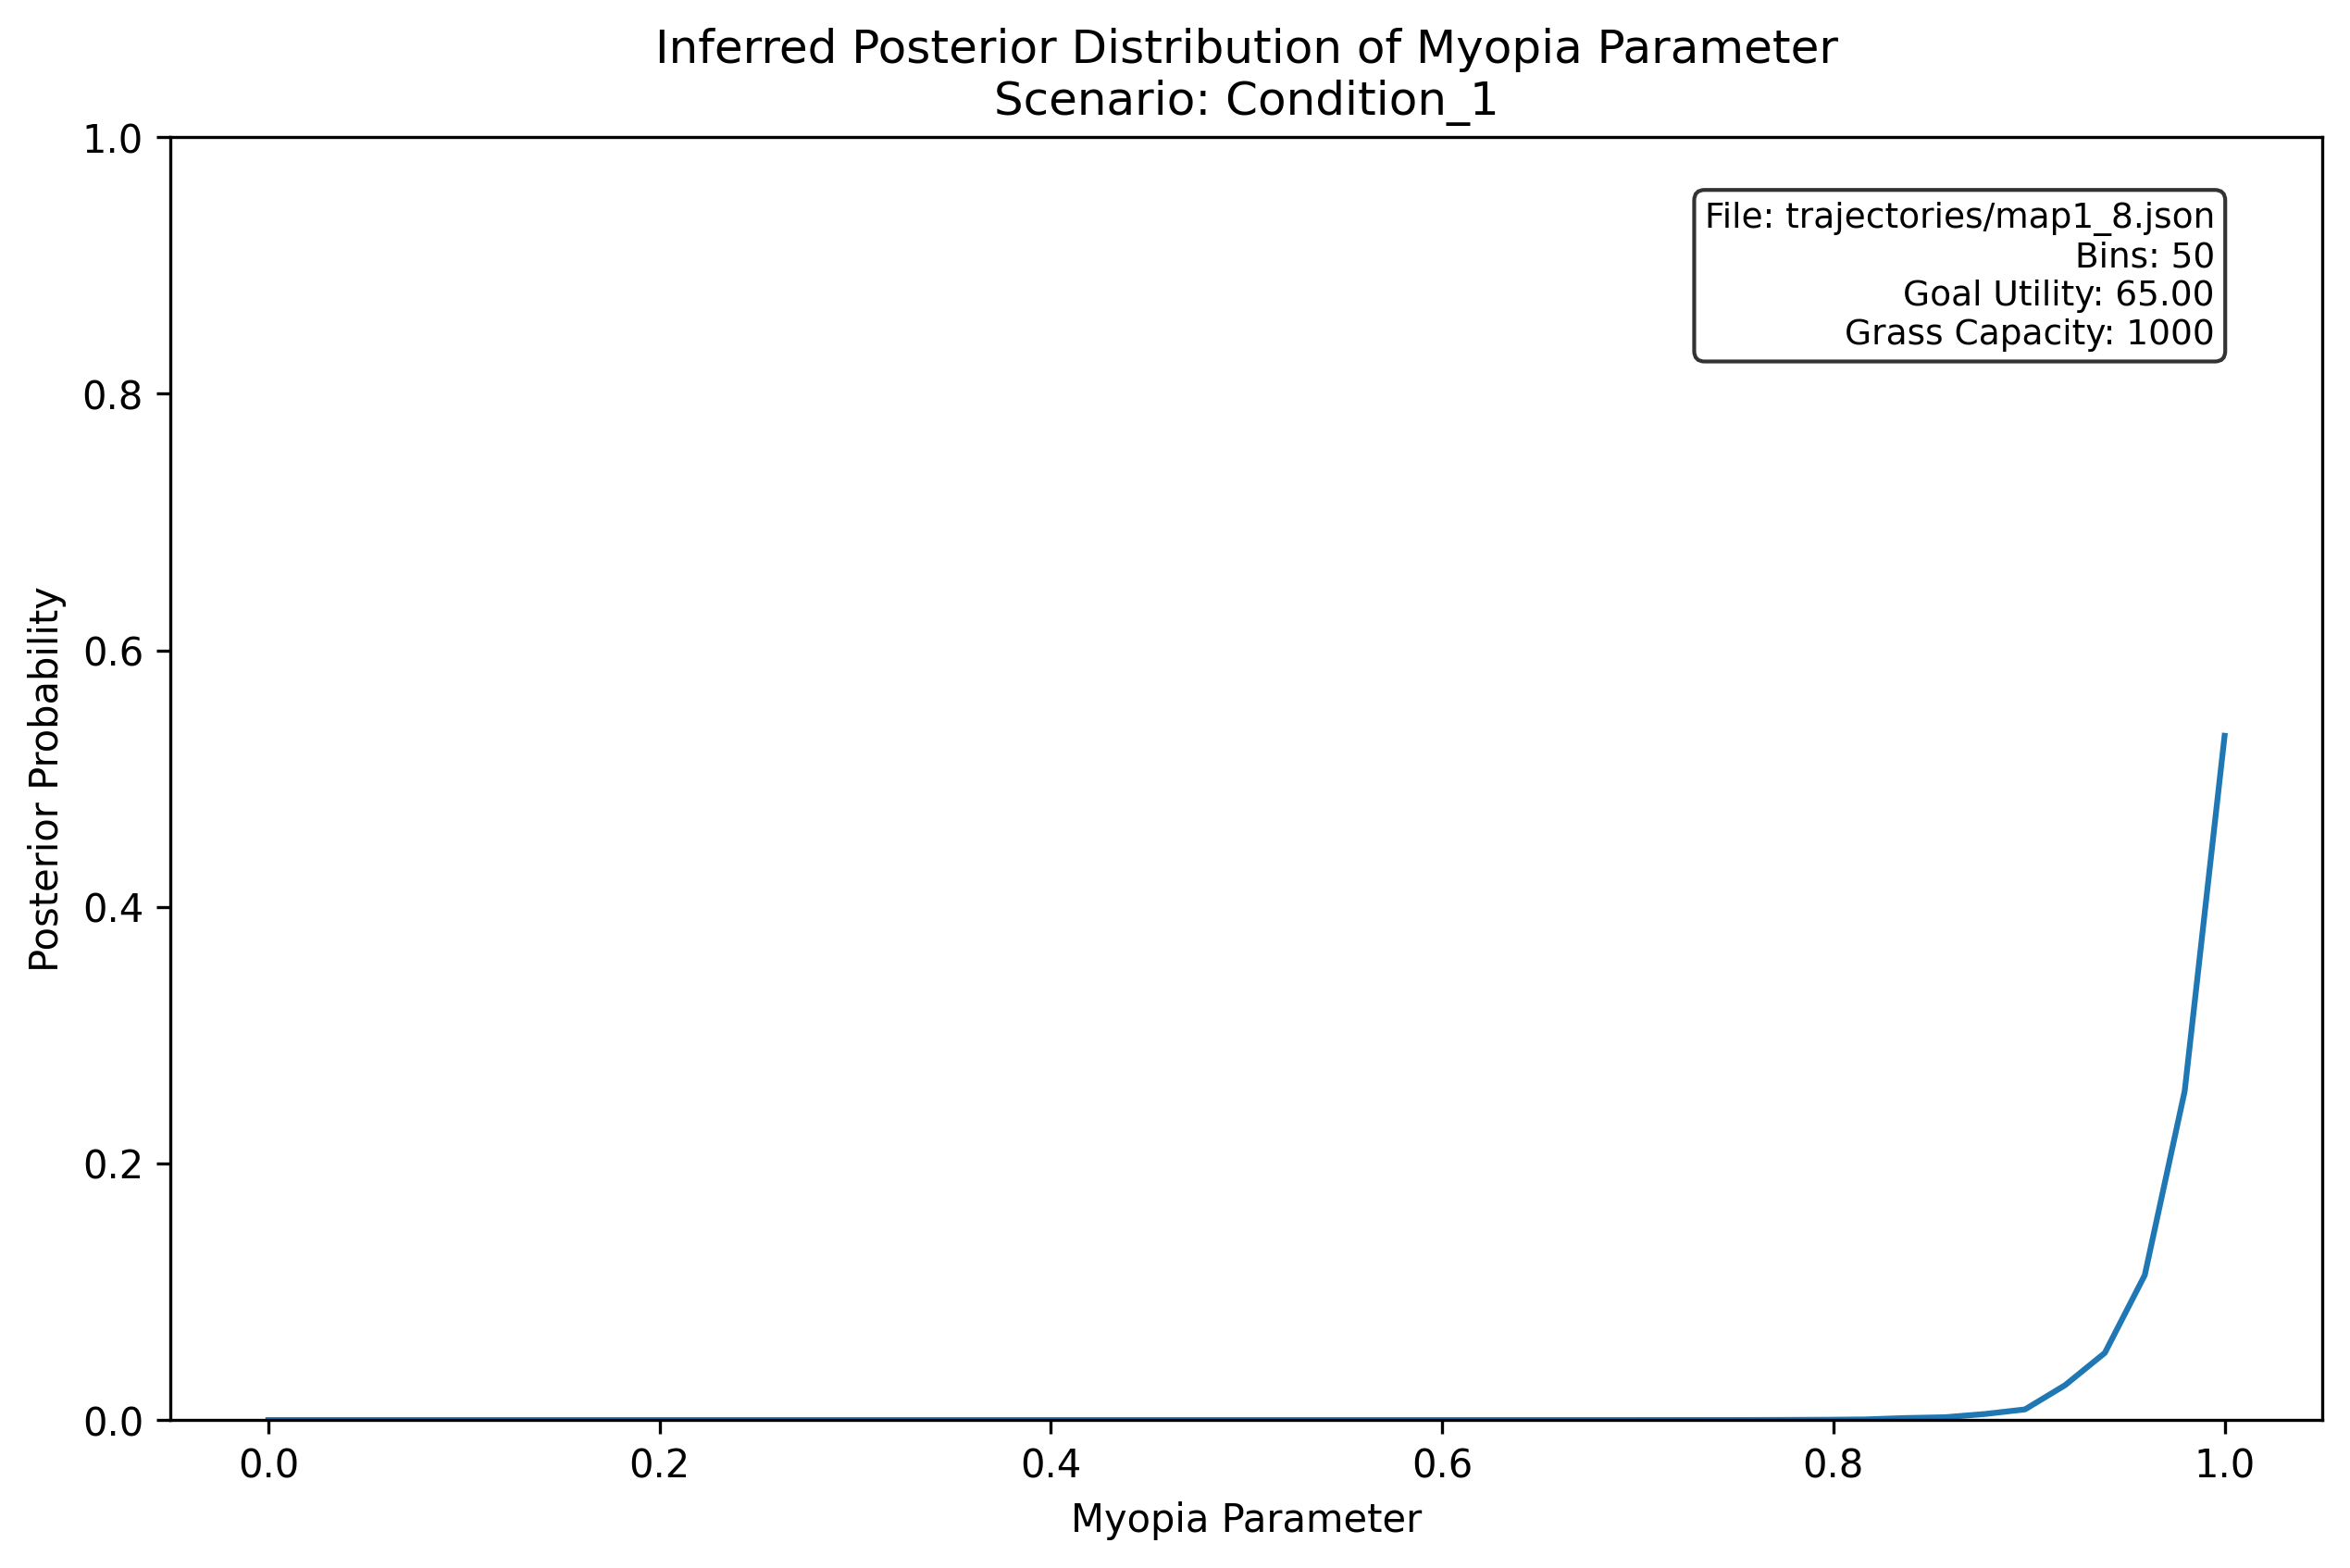 Inferred Posterior Distribution of Myopia Parameter
Scenario: Condition_1
File: trajectories/map1_8.json
Bins: 50
Goal Utility: 65.00
Grass Capacity: 1000
Posterior Probability
1.0
0.8
0.6
0.4
0.2
0.0
0.0 0.2 0.4 0.6 0.8 1.0
Myopia Parameter